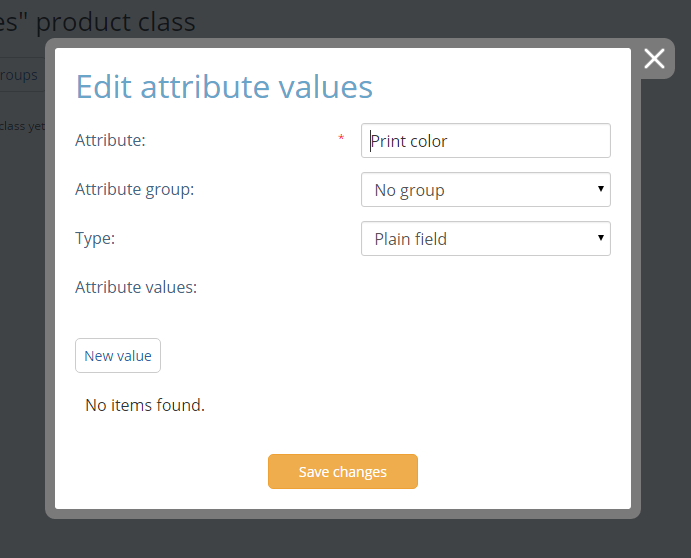 es" product class
roups
class yet
Edit attribute values
Attribute: * Print color
Attribute group: No group
Type: Plain field
Attribute values:
New value
No items found.
Save changes